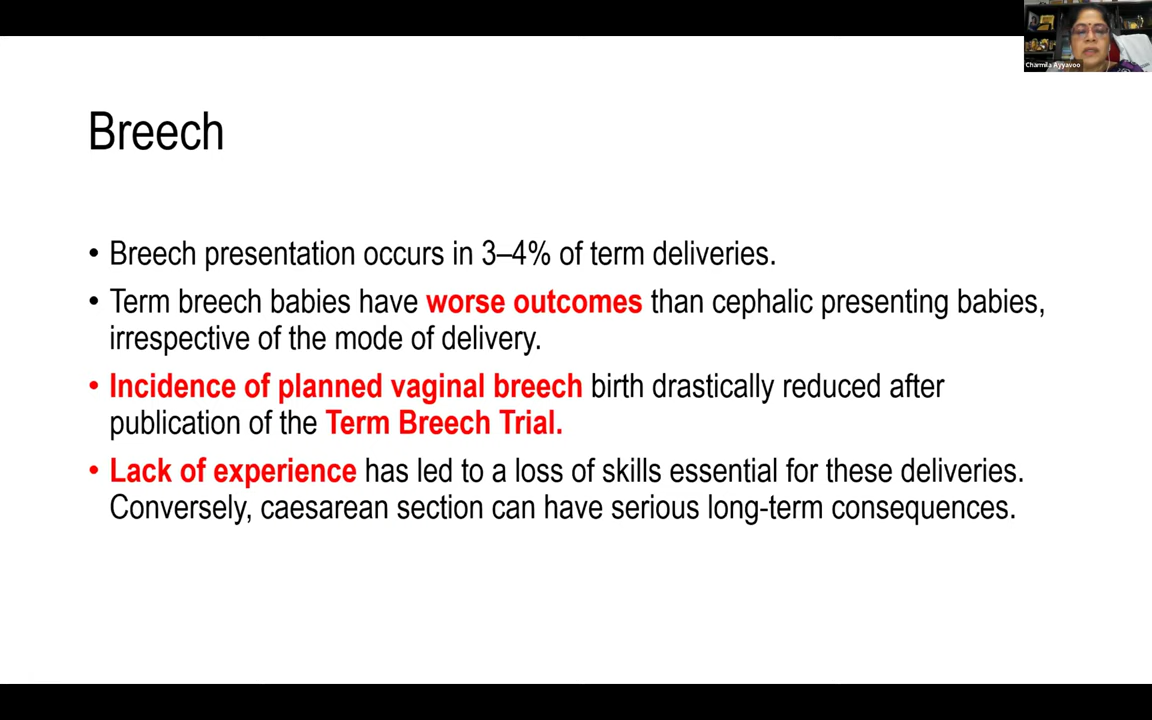 Charmila Ayyavoo
Breech
• Breech presentation occurs in 3–4% of term deliveries.
• Term breech babies have worse outcomes than cephalic presenting babies,
irrespective of the mode of delivery.
• Incidence of planned vaginal breech birth drastically reduced after
publication of the Term Breech Trial.
• Lack of experience has led to a loss of skills essential for these deliveries.
Conversely, caesarean section can have serious long-term consequences.